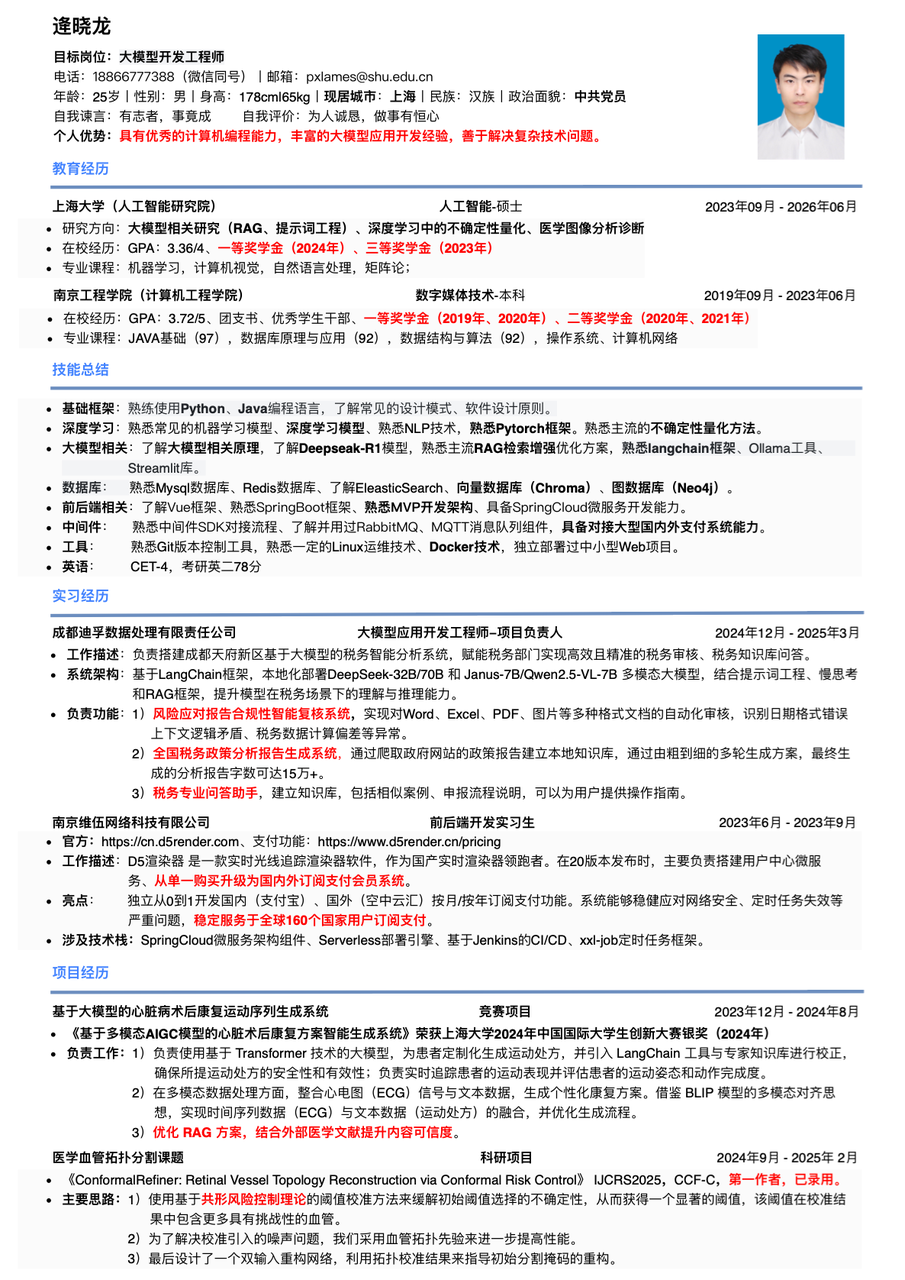 逄晓龙
目标岗位：大模型开发工程师
电话：18866777388（微信同号）｜邮箱：pxlames@shu.edu.cn
年龄：25岁｜性别：男｜身高：178cml65kg｜现居城市：上海｜民族：汉族｜政治面貌：中共党员
自我谏言：有志者，事竟成 自我评价：为人诚恳，做事有恒心
个人优势：具有优秀的计算机编程能力，丰富的大模型应用开发经验，善于解决复杂技术问题。
教育经历
上海大学（人工智能研究院） 人工智能-硕士 2023年09月 - 2026年06月
• 研究方向：大模型相关研究（RAG、提示词工程）、深度学习中的不确定性量化、医学图像分析诊断
• 在校经历：GPA：3.36/4、一等奖学金（2024年）、三等奖学金（2023年）
• 专业课程：机器学习，计算机视觉，自然语言处理，矩阵论；
南京工程学院（计算机工程学院） 数字媒体技术-本科 2019年09月 - 2023年06月
• 在校经历：GPA：3.72/5、团支书、优秀学生干部、一等奖学金（2019年、2020年）、二等奖学金（2020年、2021年）
• 专业课程：JAVA基础（97），数据库原理与应用（92），数据结构与算法（92），操作系统、计算机网络
技能总结
• 基础框架：熟练使用Python、Java编程语言，了解常见的设计模式、软件设计原则。
• 深度学习：熟悉常见的机器学习模型、深度学习模型、熟悉NLP技术，熟悉Pytorch框架。熟悉主流的不确定性量化方法。
• 大模型相关：了解大模型相关原理，了解Deepseak-R1模型，熟悉主流RAG检索增强优化方案，熟悉langchain框架、Ollama工具、
Streamlit库。
• 数据库： 熟悉Mysql数据库、Redis数据库、了解EleasticSearch、向量数据库（Chroma）、图数据库（Neo4j）。
• 前后端相关：了解Vue框架、熟悉SpringBoot框架、熟悉MVP开发架构、具备SpringCloud微服务开发能力。
• 中间件： 熟悉中间件SDK对接流程、了解并用过RabbitMQ、MQTT消息队列组件，具备对接大型国内外支付系统能力。
• 工具： 熟悉Git版本控制工具，熟悉一定的Linux运维技术、Docker技术，独立部署过中小型Web项目。
• 英语： CET-4，考研英二78分
实习经历
成都迪孚数据处理有限责任公司 大模型应用开发工程师–项目负责人 2024年12月 - 2025年3月
• 工作描述：负责搭建成都天府新区基于大模型的税务智能分析系统，赋能税务部门实现高效且精准的税务审核、税务知识库问答。
• 系统架构：基于LangChain框架，本地化部署DeepSeek-32B/70B 和 Janus-7B/Qwen2.5-VL-7B 多模态大模型，结合提示词工程、慢思考
和RAG框架，提升模型在税务场景下的理解与推理能力。
• 负责功能：1）风险应对报告合规性智能复核系统，实现对Word、Excel、PDF、图片等多种格式文档的自动化审核，识别日期格式错误
上下文逻辑矛盾、税务数据计算偏差等异常。
2）全国税务政策分析报告生成系统，通过爬取政府网站的政策报告建立本地知识库，通过由粗到细的多轮生成方案，最终生
成的分析报告字数可达15万+。
3）税务专业问答助手，建立知识库，包括相似案例、申报流程说明，可以为用户提供操作指南。
南京维伍网络科技有限公司 前后端开发实习生 2023年6月 - 2023年9月
• 官方：https://cn.d5render.com、支付功能：https://www.d5render.cn/pricing
• 工作描述：D5渲染器 是一款实时光线追踪渲染器软件，作为国产实时渲染器领跑者。在20版本发布时，主要负责搭建用户中心微服
务、从单一购买升级为国内外订阅支付会员系统。
• 亮点： 独立从0到1开发国内（支付宝）、国外（空中云汇）按月/按年订阅支付功能。系统能够稳健应对网络安全、定时任务失效等
严重问题，稳定服务于全球160个国家用户订阅支付。
• 涉及技术栈：SpringCloud微服务架构组件、Serverless部署引擎、基于Jenkins的CI/CD、xxl-job定时任务框架。
项目经历
基于大模型的心脏病术后康复运动序列生成系统 竞赛项目 2023年12月 - 2024年8月
• 《基于多模态AIGC模型的心脏术后康复方案智能生成系统》荣获上海大学2024年中国国际大学生创新大赛银奖（2024年）
• 负责工作：1）负责使用基于 Transformer 技术的大模型，为患者定制化生成运动处方，并引入 LangChain 工具与专家知识库进行校正，
确保所提运动处方的安全性和有效性；负责实时追踪患者的运动表现并评估患者的运动姿态和动作完成度。
2）在多模态数据处理方面，整合心电图（ECG）信号与文本数据，生成个性化康复方案。借鉴 BLIP 模型的多模态对齐思
想，实现时间序列数据（ECG）与文本数据（运动处方）的融合，并优化生成流程。
3）优化 RAG 方案，结合外部医学文献提升内容可信度。
医学血管拓扑分割课题 科研项目 2024年9月 - 2025年 2月
• 《ConformalRefiner: Retinal Vessel Topology Reconstruction via Conformal Risk Control》 IJCRS2025，CCF-C，第一作者，已录用。
主要思路：1）使用基于共形风险控制理论的阈值校准方法来缓解初始阈值选择的不确定性，从而获得一个显著的阈值，该阈值在校准结
果中包含更多具有挑战性的血管。
2）为了解决校准引入的噪声问题，我们采用血管拓扑先验来进一步提高性能。
3）最后设计了一个双输入重构网络，利用拓扑校准结果来指导初始分割掩码的重构。